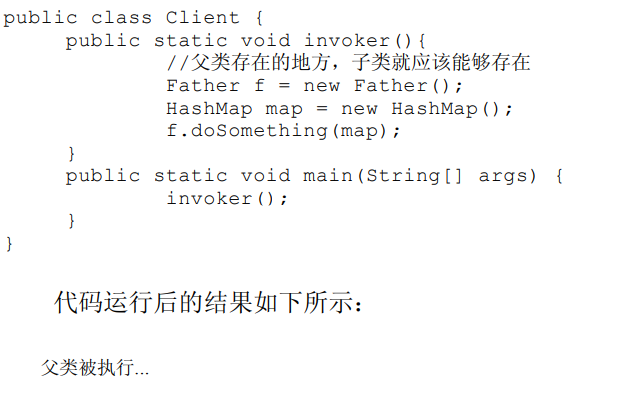 public class Client {
public static void invoker(){
//父类存在的地方，子类就应该能够存在
Father f = new Father();
HashMap map = new HashMap();
f.doSomething(map);
}
public static void main(String[] args) {
invoker();
}
}
代码运行后的结果如下所示：
父类被执行...